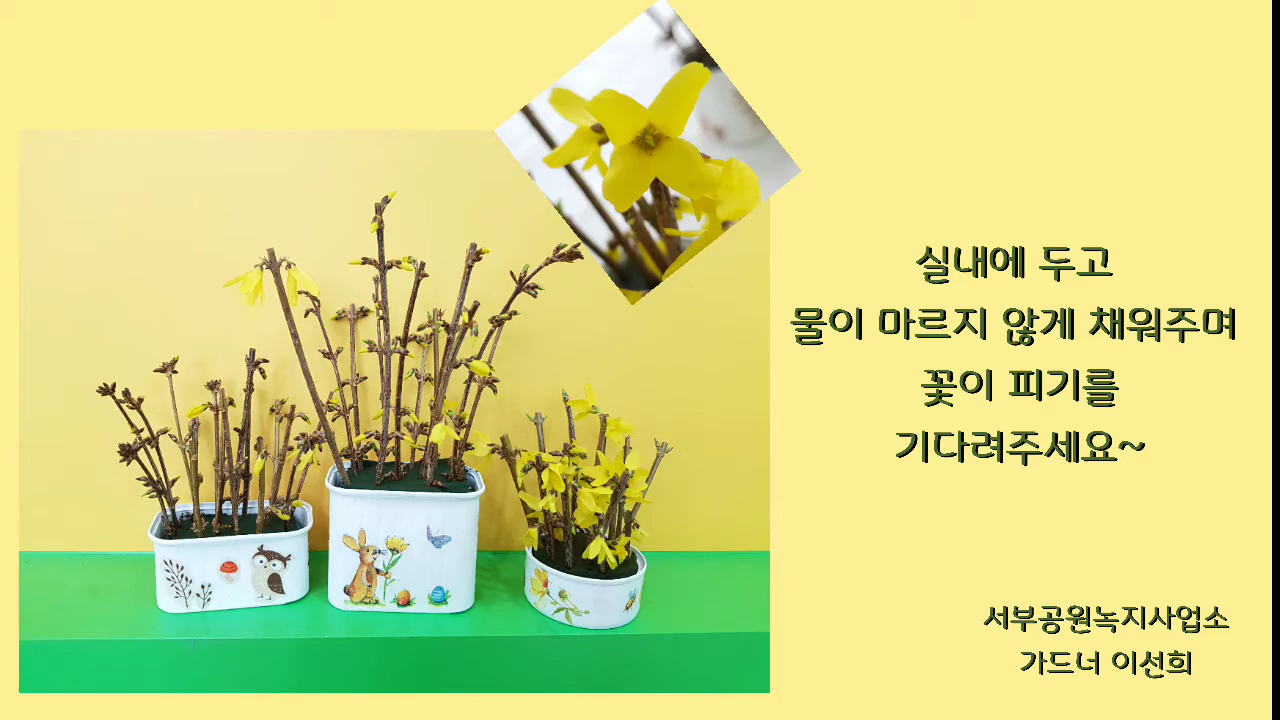 실내에 두고
물이 마르지 않게 채워주며
꽃이 피기를
기다려주세요~
서부공원녹지사업소
가드너 이선희